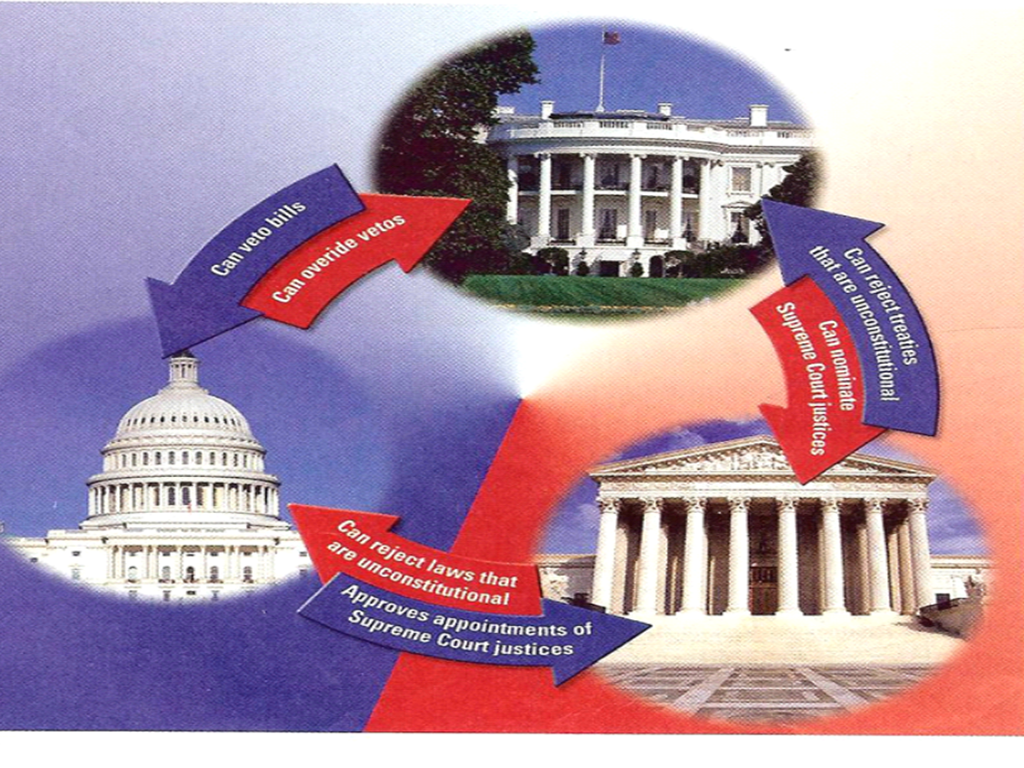 Can veto bills
Can overide vetos
Can reject treaties
that are unconstitutional
Can nominate
Supreme Court justices
Can reject laws that
are unconstitutional
Approves appointments of
Supreme Court justices